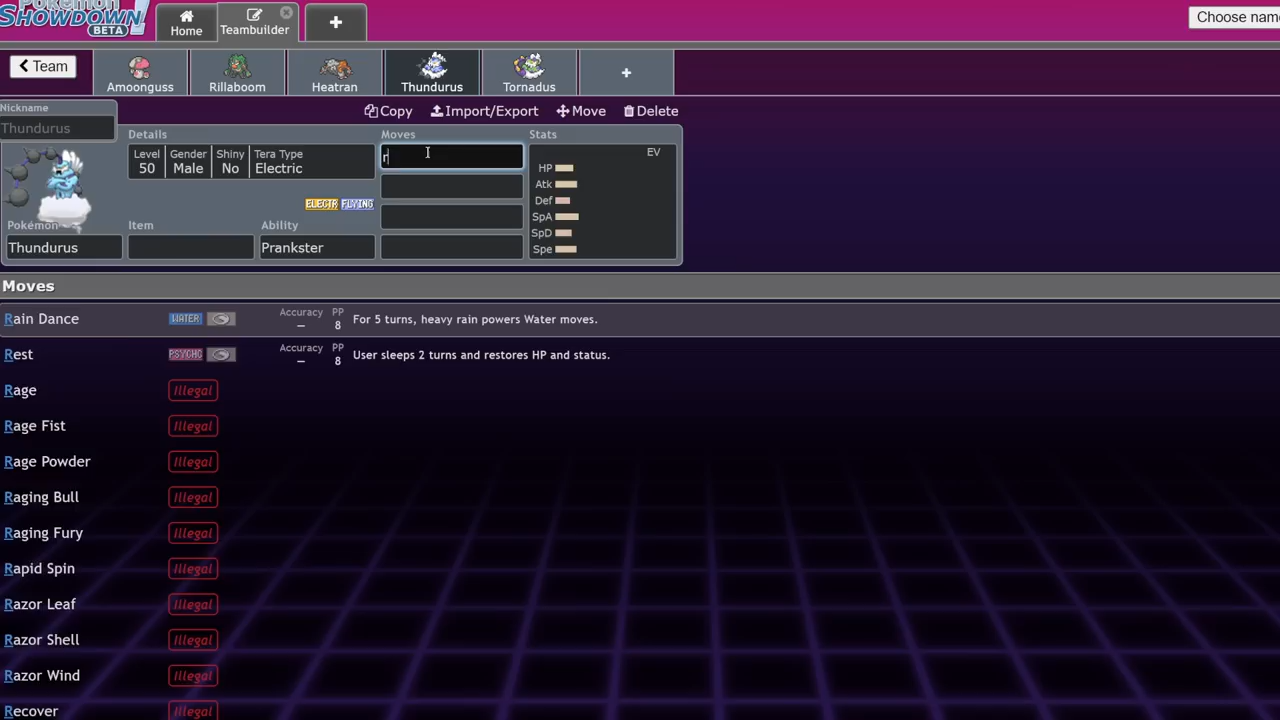 Pokémon
SHOWDOWN!
BETA
Home
Teambuilder
+
Choose name
Team
Amoonguss
Rillaboom
Heatran
Thundurus
Tornadus
+
Copy
Import/Export
Move
Delete
Nickname
Thundurus
Details
Moves
Stats
Level
Gender
Shiny
Tera Type
50
Male
No
Electric
r
EV
HP
Atk
Def
SpA
SpD
Spe
ELECTR
FLYING
Pokémon
Item
Ability
Thundurus
Prankster
Moves
Rain Dance
WATER
Accuracy
—
PP
8
For 5 turns, heavy rain powers Water moves.
Rest
PSYCHC
Accuracy
—
PP
8
User sleeps 2 turns and restores HP and status.
Rage
Illegal
Rage Fist
Illegal
Rage Powder
Illegal
Raging Bull
Illegal
Raging Fury
Illegal
Rapid Spin
Illegal
Razor Leaf
Illegal
Razor Shell
Illegal
Razor Wind
Illegal
Recover
Illegal